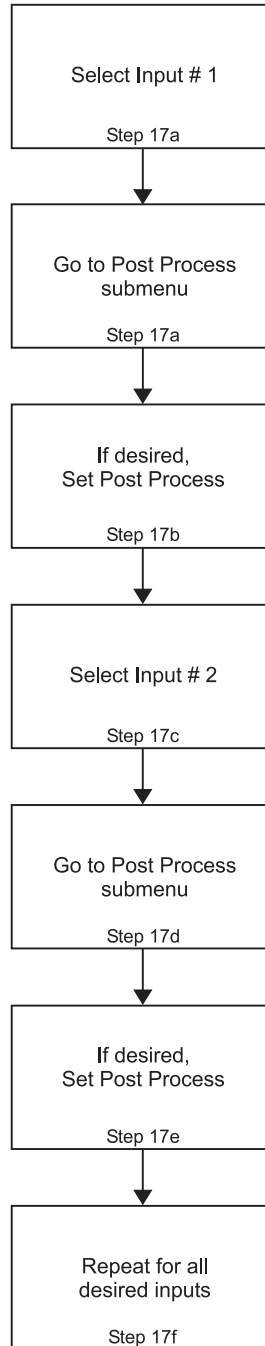 Select Input # 1
Step 17a
Go to Post Process
submenu
Step 17a
If desired,
Set Post Process
Step 17b
Select Input # 2
Step 17c
Go to Post Process
submenu
Step 17d
If desired,
Set Post Process
Step 17e
Repeat for all
desired inputs
Step 17f